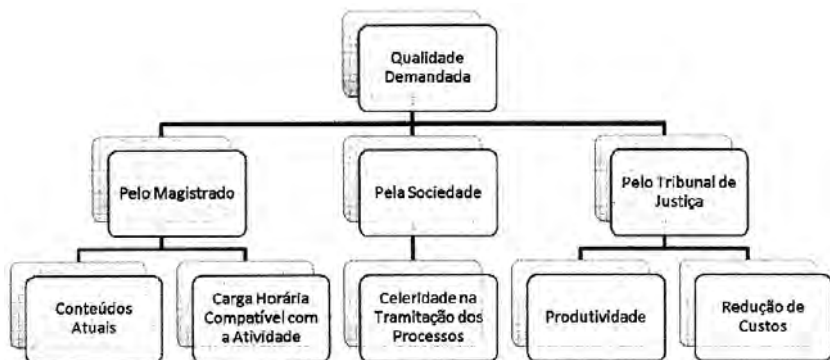 Qualidade
Demandada
Pelo Magistrado
Pela Sociedade
Pelo Tribunal de
Justiça
Conteúdos
Atuais
Carga Horária
Compatível com
a Atividade
Celeridade na
Tramitação dos
Processos
Produtividade
Redução de
Custos